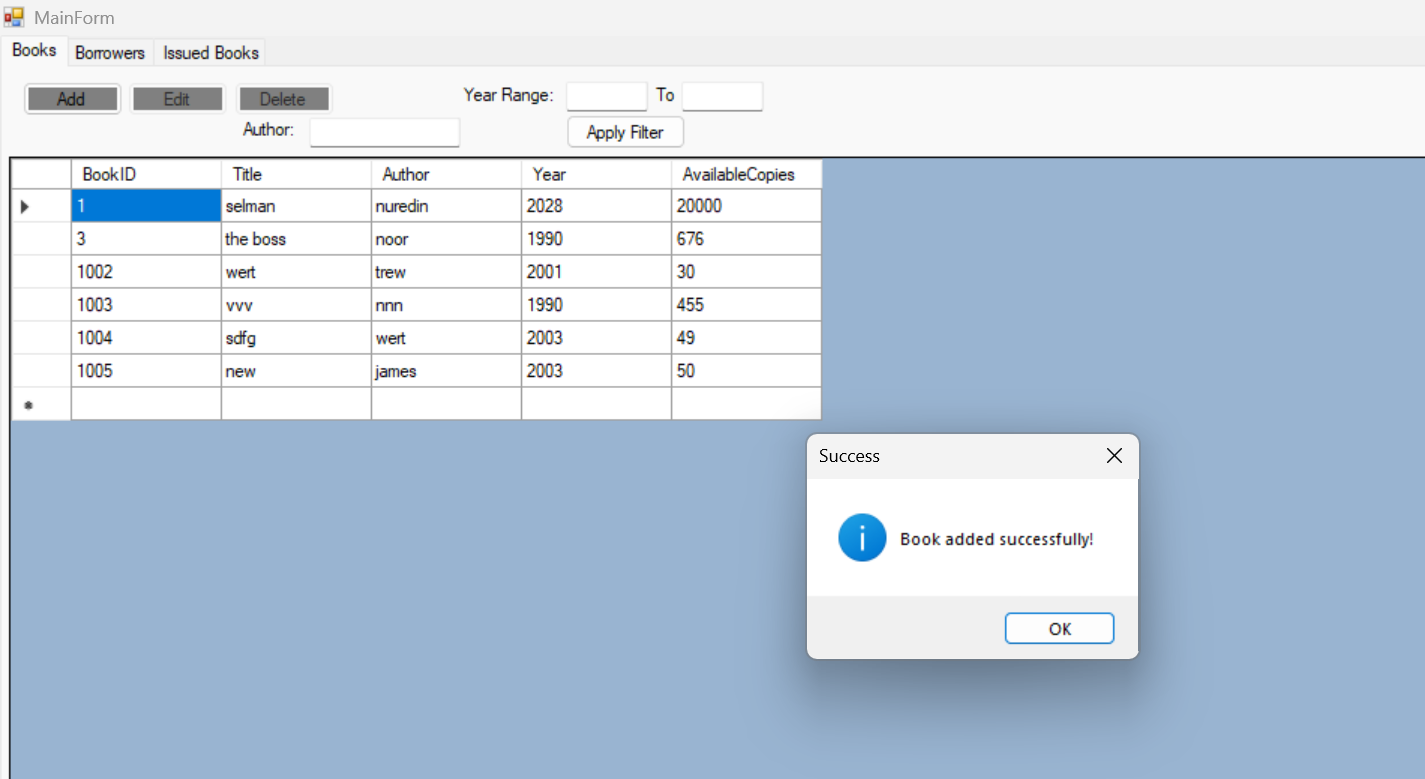 MainForm
Books Borrowers Issued Books
Add Edit Delete Year Range: To
Author: Apply Filter
BookID Title Author Year AvailableCopies
1 selman nuredin 2028 20000
3 the boss noor 1990 676
1002 wert trew 2001 30
1003 vvv nnn 1990 455
1004 sdfg wert 2003 49
1005 new james 2003 50
Success
Book added successfully!
OK